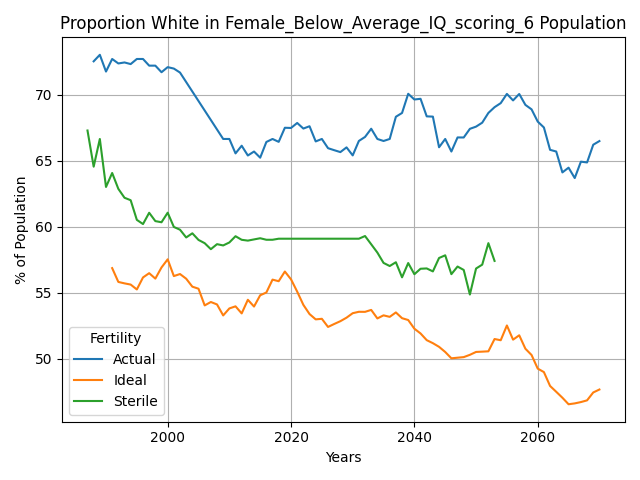 Proportion White in Female_Below_Average_IQ_scoring_6 Population
% of Population
70
65
60
55
50
Fertility
Actual
Ideal
Sterile
2000 2020 2040 2060
Years